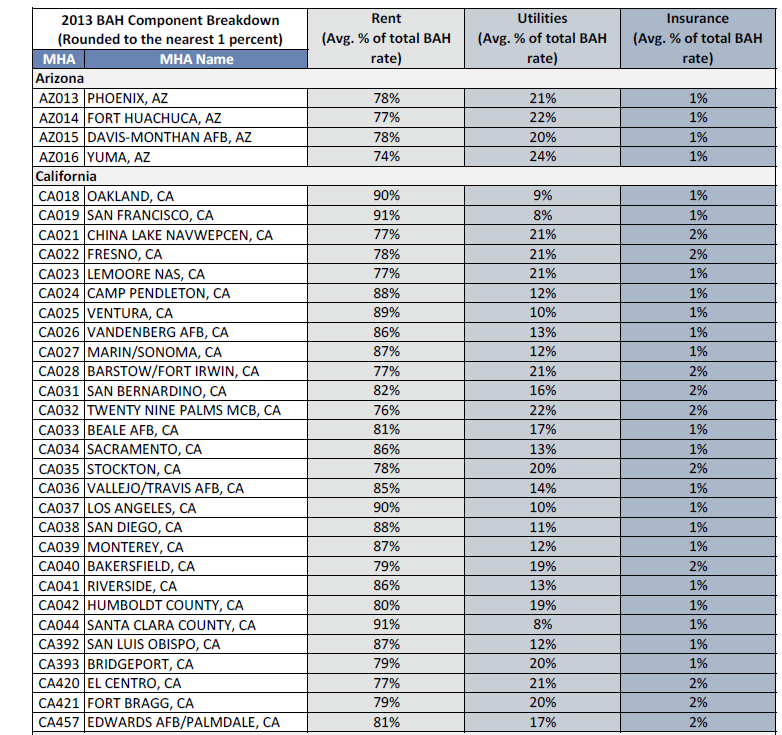 2013 BAH Component Breakdown
(Rounded to the nearest 1 percent)
Rent
(Avg. % of total BAH
rate)
Utilities
(Avg. % of total BAH
rate)
Insurance
(Avg. % of total BAH
rate)
MHA MHA Name
Arizona
AZ013 PHOENIX, AZ 78% 21% 1%
AZ014 FORT HUACHUCA, AZ 77% 22% 1%
AZ015 DAVIS-MONTHAN AFB, AZ 78% 20% 1%
AZ016 YUMA, AZ 74% 24% 1%
California
CA018 OAKLAND, CA 90% 9% 1%
CA019 SAN FRANCISCO, CA 91% 8% 1%
CA021 CHINA LAKE NAVWEPCEN, CA 77% 21% 2%
CA022 FRESNO, CA 78% 21% 2%
CA023 LEMOORE NAS, CA 77% 21% 1%
CA024 CAMP PENDLETON, CA 88% 12% 1%
CA025 VENTURA, CA 89% 10% 1%
CA026 VANDENBERG AFB, CA 86% 13% 1%
CA027 MARIN/SONOMA, CA 87% 12% 1%
CA028 BARSTOW/FORT IRWIN, CA 77% 21% 2%
CA031 SAN BERNARDINO, CA 82% 16% 2%
CA032 TWENTY NINE PALMS MCB, CA 76% 22% 2%
CA033 BEALE AFB, CA 81% 17% 1%
CA034 SACRAMENTO, CA 86% 13% 1%
CA035 STOCKTON, CA 78% 20% 2%
CA036 VALLEJO/TRAVIS AFB, CA 85% 14% 1%
CA037 LOS ANGELES, CA 90% 10% 1%
CA038 SAN DIEGO, CA 88% 11% 1%
CA039 MONTEREY, CA 87% 12% 1%
CA040 BAKERSFIELD, CA 79% 19% 2%
CA041 RIVERSIDE, CA 86% 13% 1%
CA042 HUMBOLDT COUNTY, CA 80% 19% 1%
CA044 SANTA CLARA COUNTY, CA 91% 8% 1%
CA392 SAN LUIS OBISPO, CA 87% 12% 1%
CA393 BRIDGEPORT, CA 79% 20% 1%
CA420 EL CENTRO, CA 77% 21% 2%
CA421 FORT BRAGG, CA 79% 20% 2%
CA457 EDWARDS AFB/PALMDALE, CA 81% 17% 2%